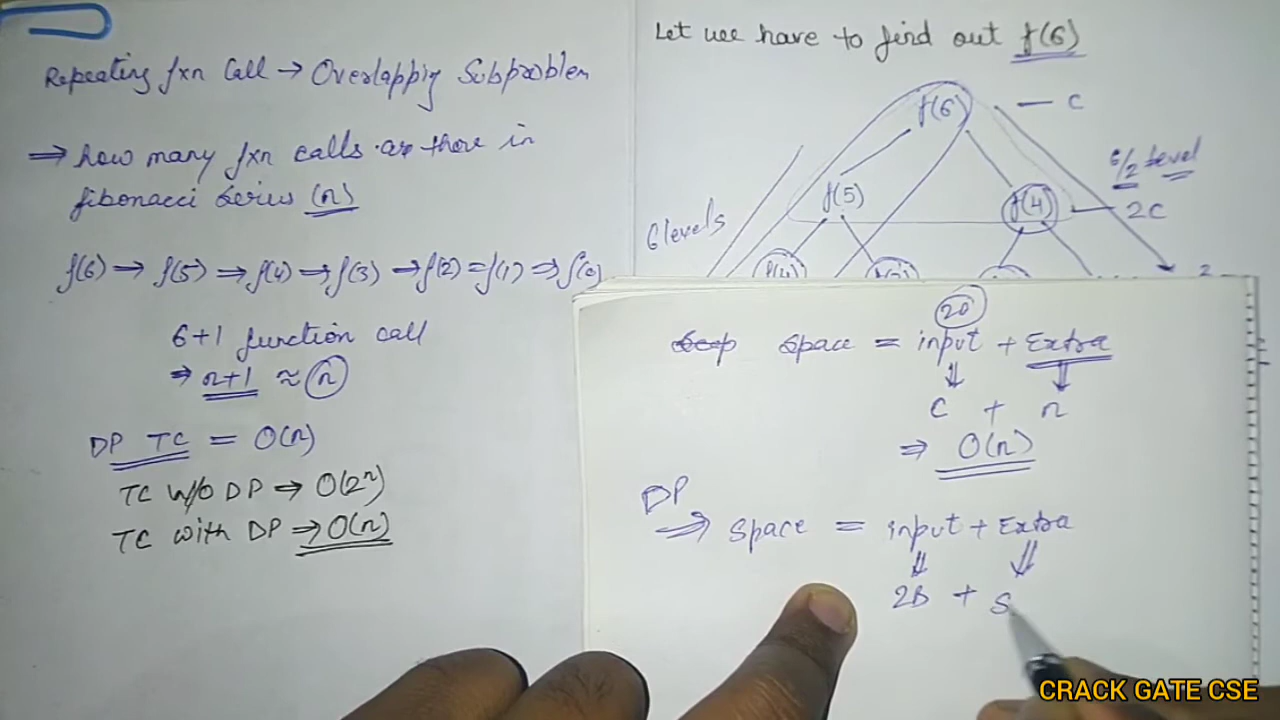 Repeating fxn Call → Overlappig Subproblem
⇒ how many fxn calls are there in
fibonacci series (n)
f(6) → f(5) ⇒ f(4) ⇒ f(3) → f(2) = f(1) ⇒ f(0)
6+1 function call
⇒ n+1 ≈ n
DP TC = O(n)
TC w/o DP ⇒ O(2ⁿ)
TC with DP ⇒ O(n)
Let we have to find out f(6)
f(6) — C
6/2 Level
f(5)
f(4) — 2C
6 levels
20
Space = input + Extra
C + n
⇒ O(n)
DP
⇒ Space = input + Extra
2B + S
CRACK GATE CSE